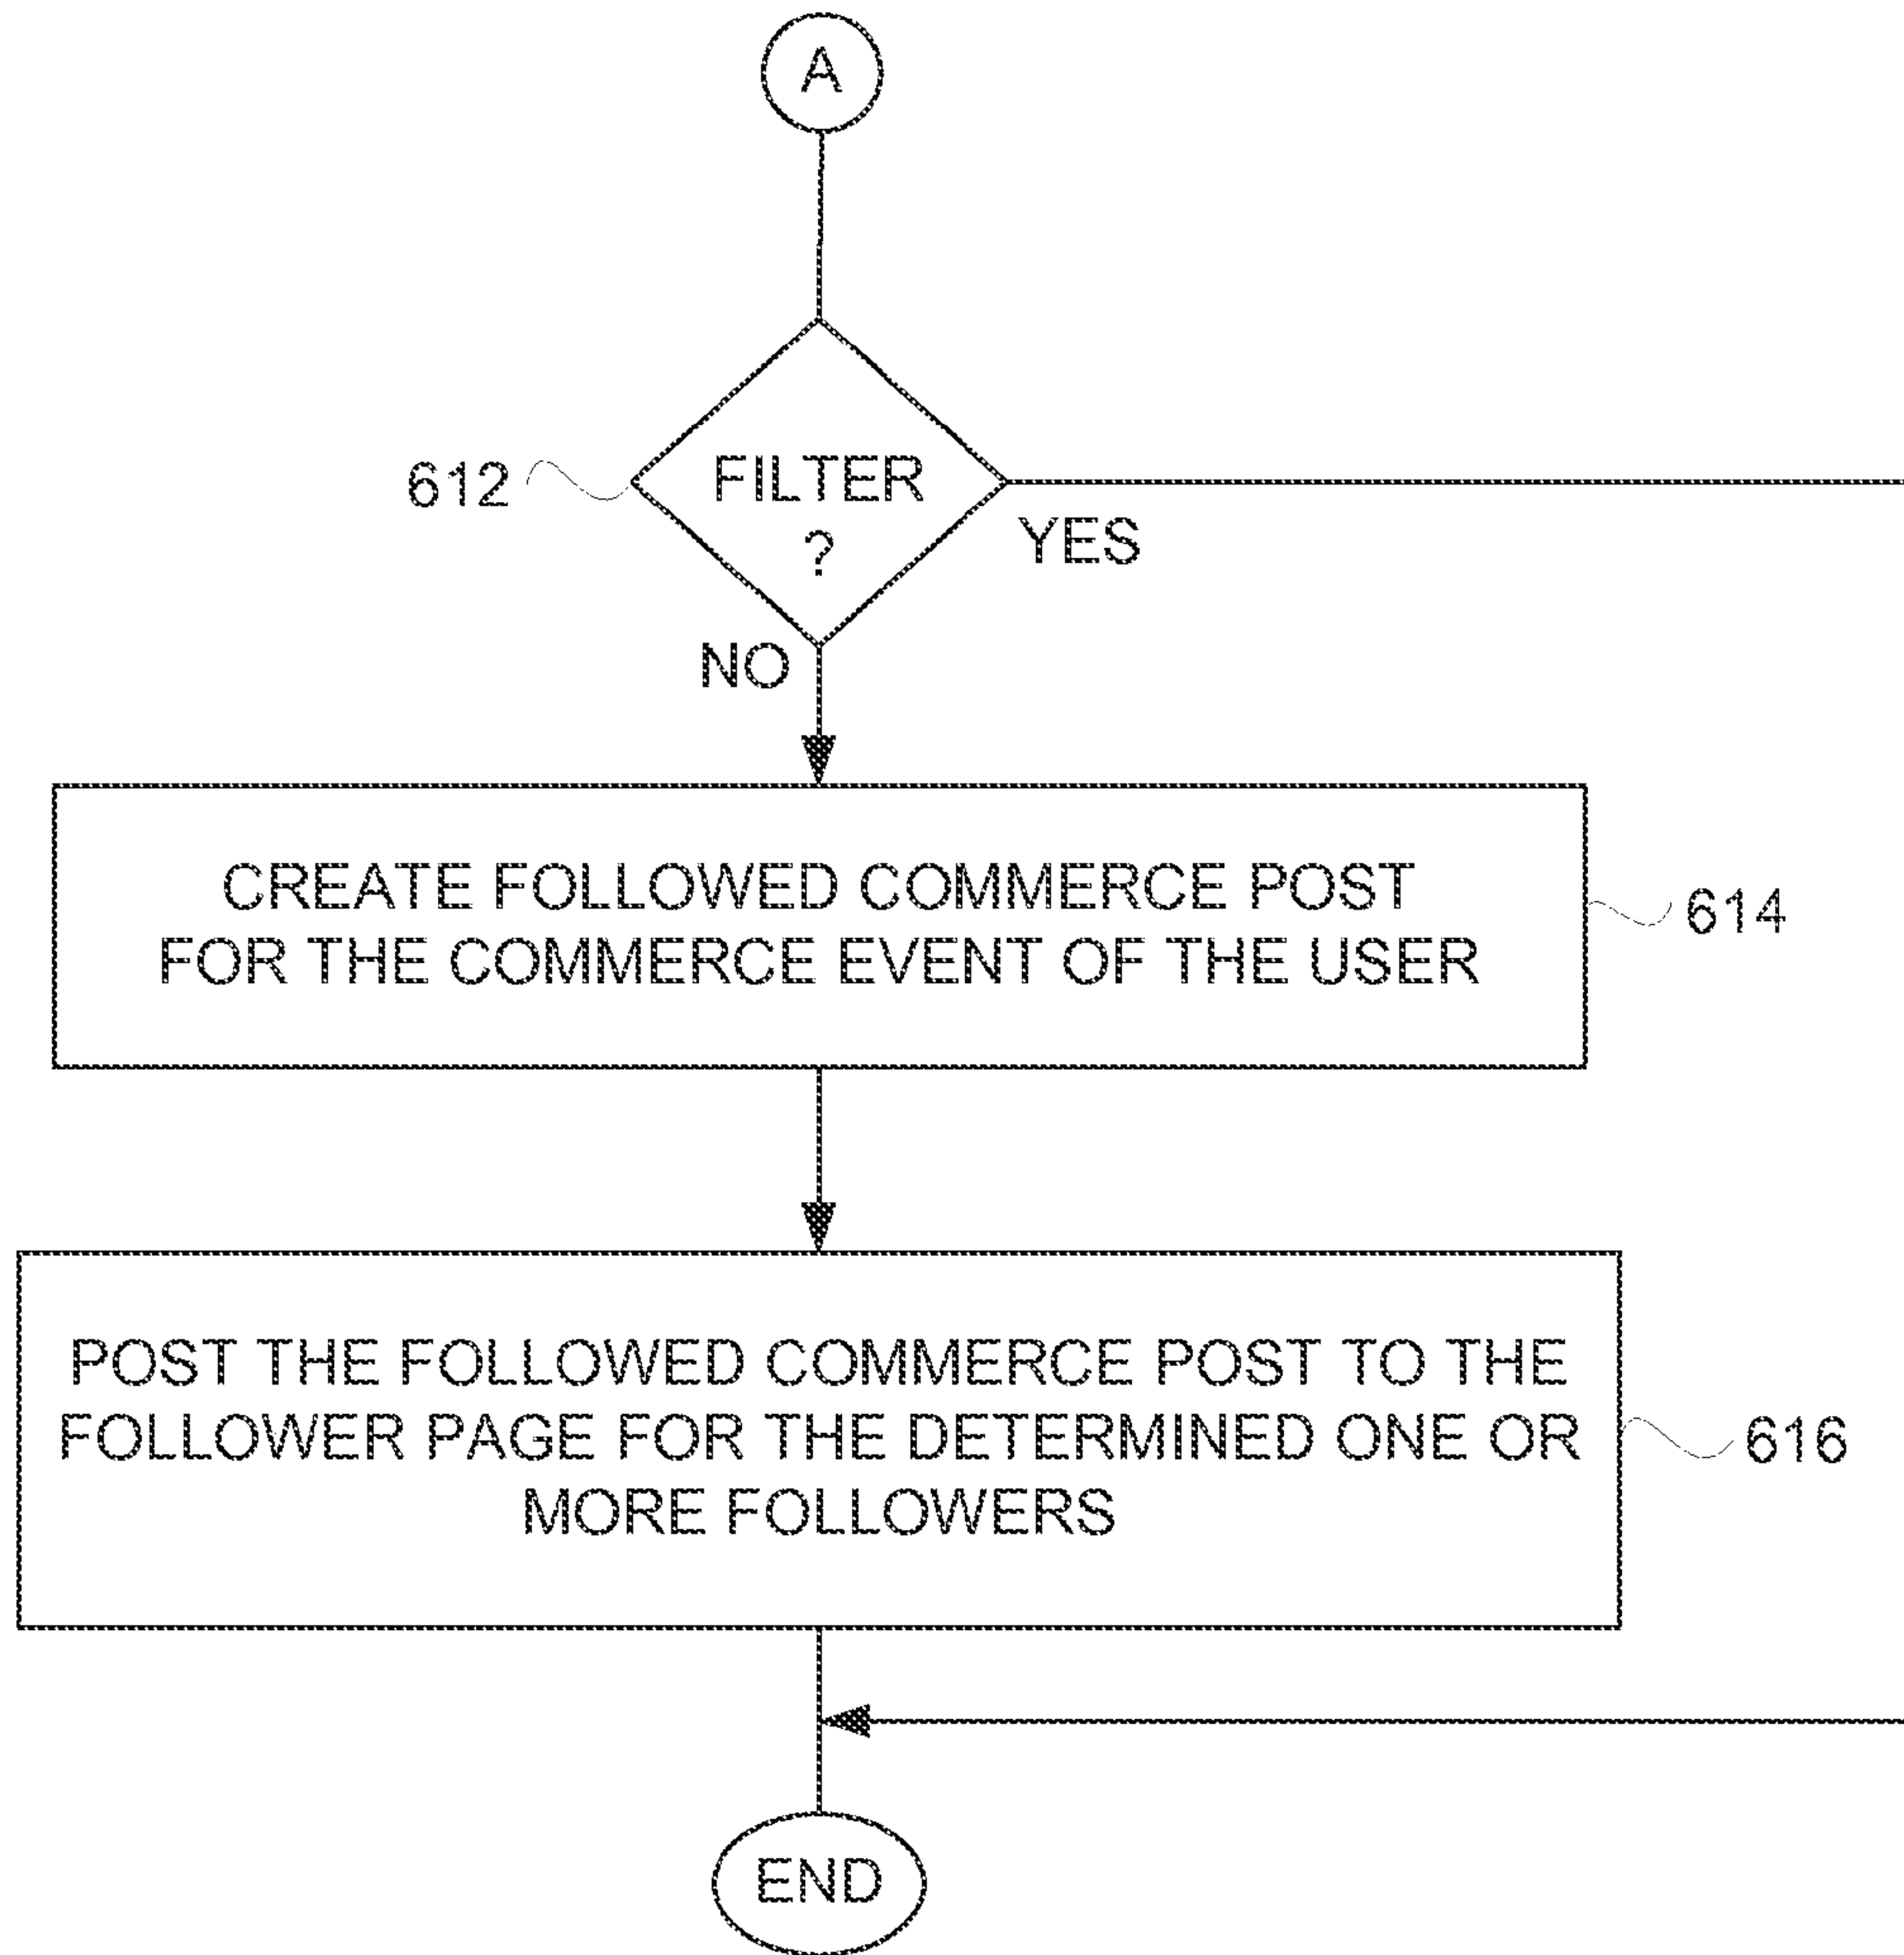 A
612
FILTER
?
YES
NO
CREATE FOLLOWED COMMERCE POST
FOR THE COMMERCE EVENT OF THE USER
614
POST THE FOLLOWED COMMERCE POST TO THE
FOLLOWER PAGE FOR THE DETERMINED ONE OR
MORE FOLLOWERS
616
END